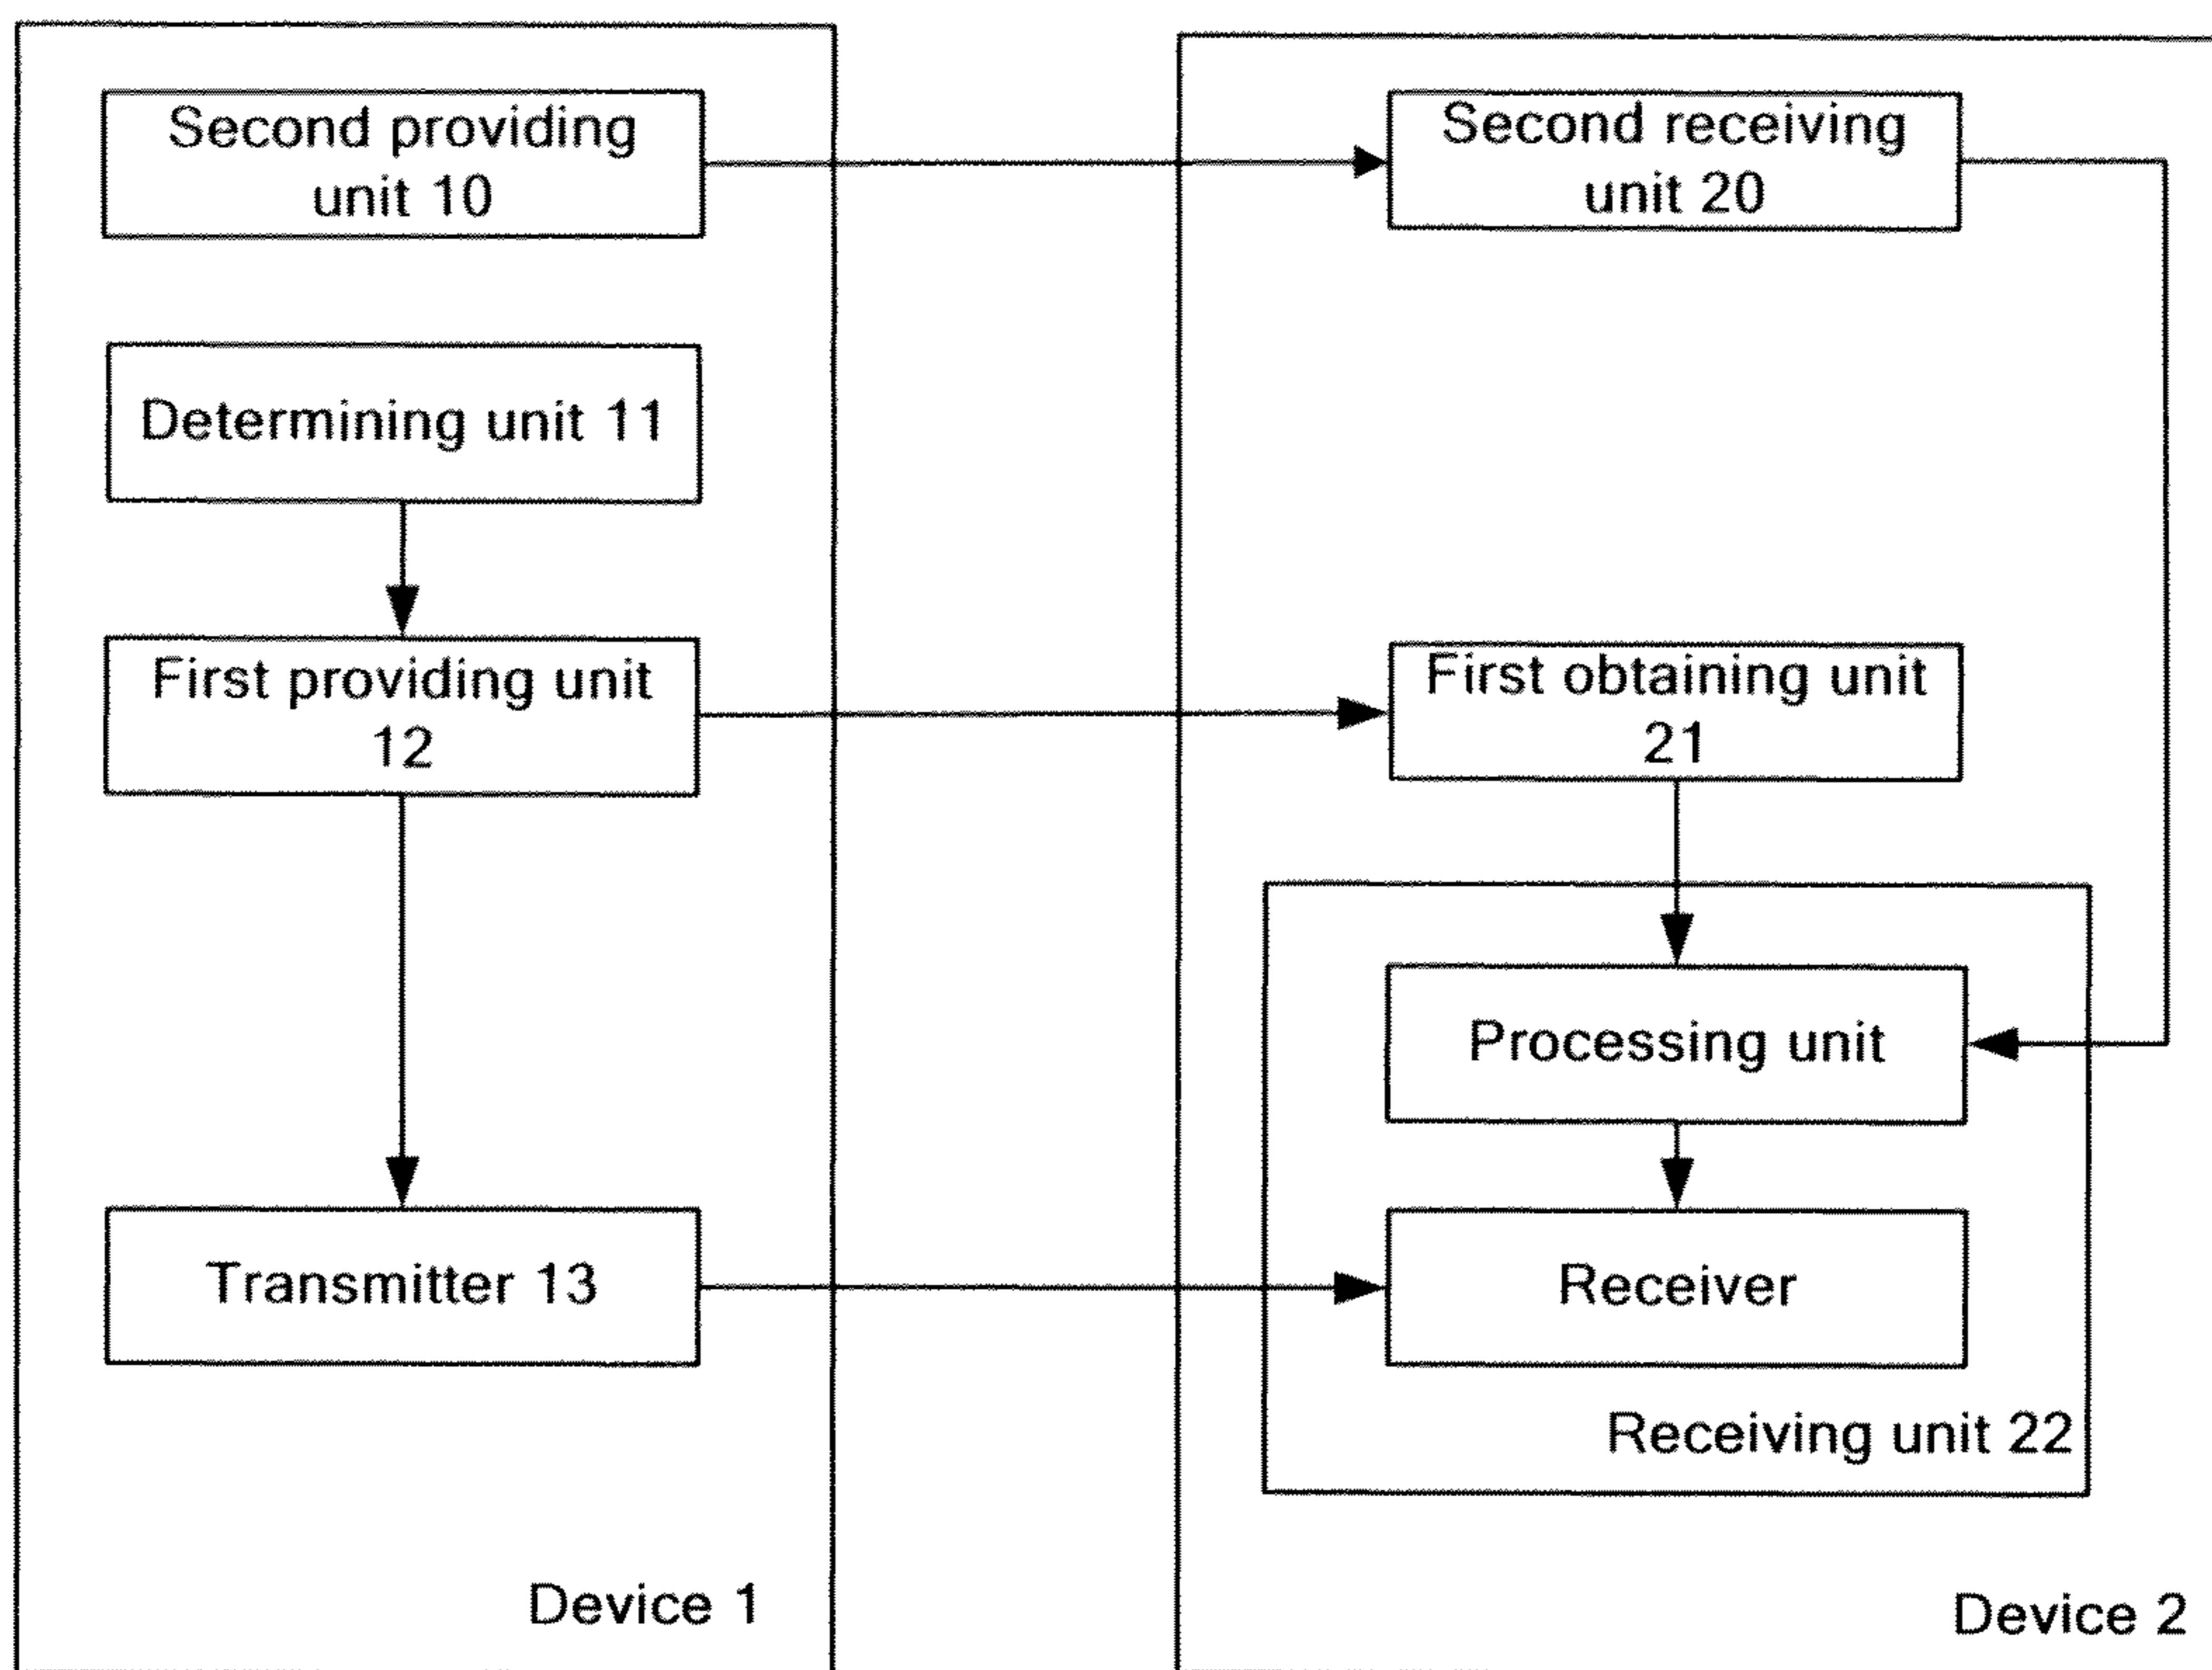 Second providing
unit 10
Second receiving
unit 20
Determining unit 11
First providing unit
12
First obtaining unit
21
Processing unit
Transmitter 13
Receiver
Receiving unit 22
Device 1
Device 2